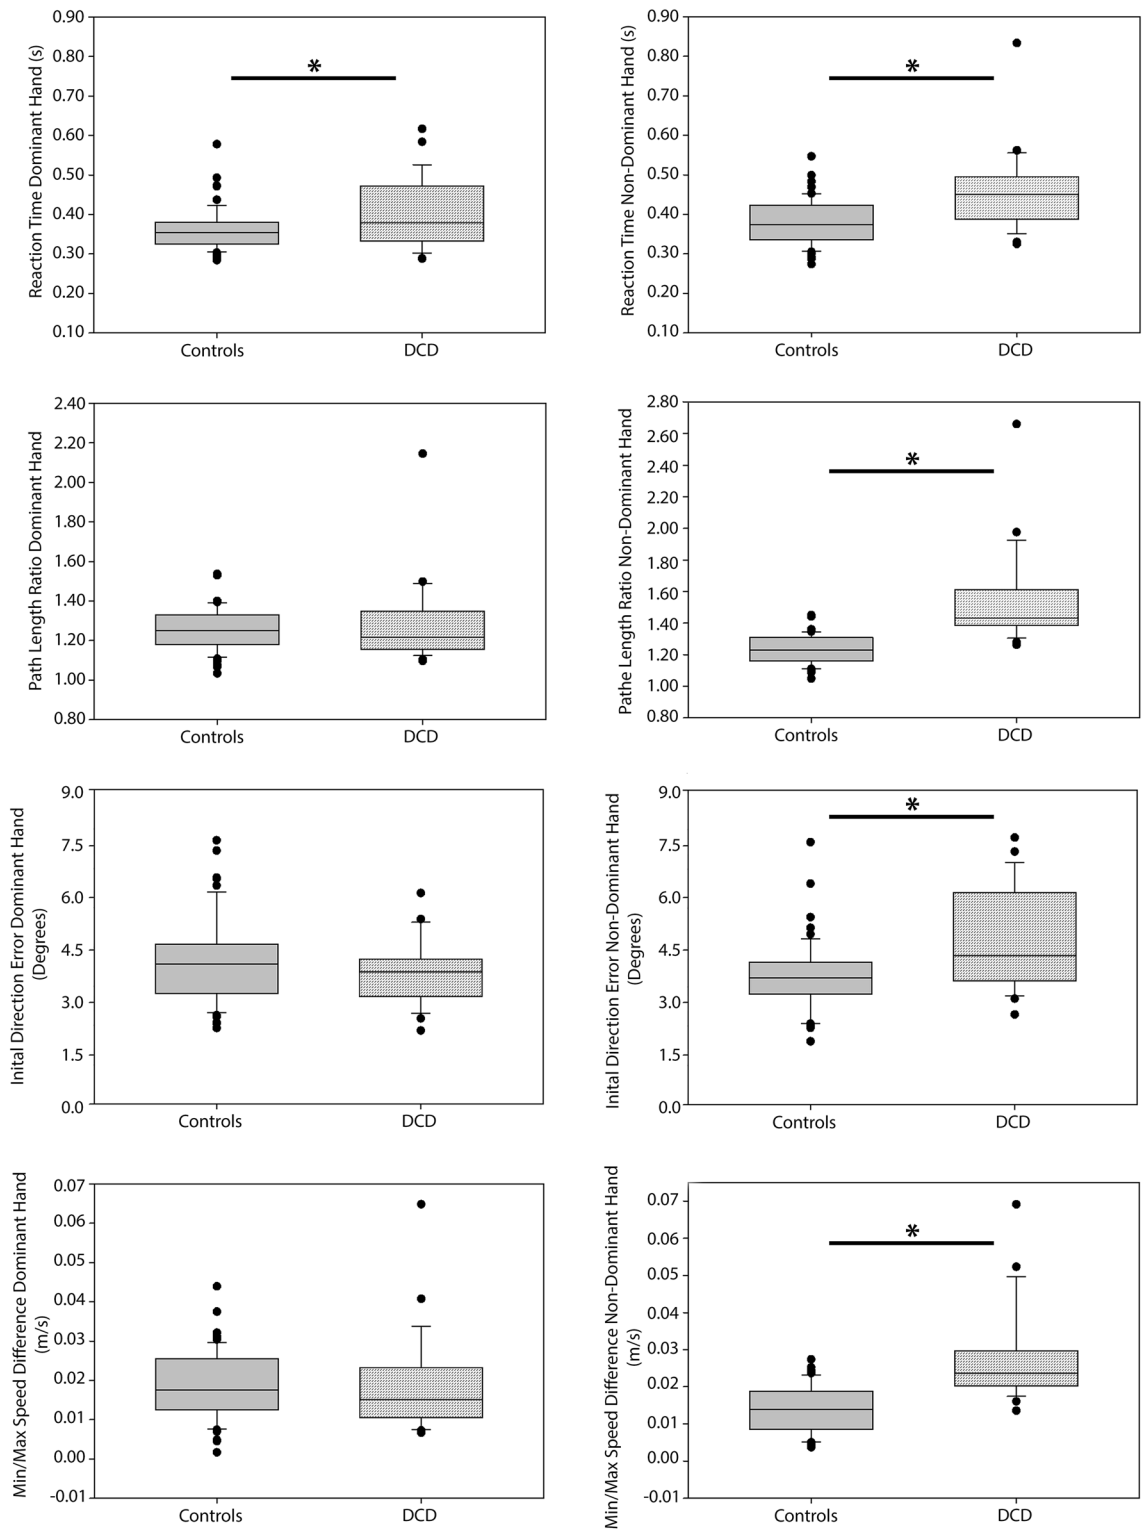 Reaction Time Dominant Hand (s)
0.90
0.80
0.70
0.60
0.50
0.40
0.30
0.20
0.10
*
Controls
DCD
Reaction Time Non-Dominant Hand (s)
0.90
0.80
0.70
0.60
0.50
0.40
0.30
0.20
0.10
*
Controls
DCD
Path Length Ratio Dominant Hand
2.40
2.20
2.00
1.80
1.60
1.40
1.20
1.00
0.80
Controls
DCD
Pathe Length Ratio Non-Dominant Hand
2.80
2.60
2.40
2.20
2.00
1.80
1.60
1.40
1.20
1.00
0.80
*
Controls
DCD
Inital Direction Error Dominant Hand
(Degrees)
9.0
7.5
6.0
4.5
3.0
1.5
0.0
Controls
DCD
Inital Direction Error Non-Dominant Hand
(Degrees)
9.0
7.5
6.0
4.5
3.0
1.5
0.0
*
Controls
DCD
Min/Max Speed Difference Dominant Hand
(m/s)
0.07
0.06
0.05
0.04
0.03
0.02
0.01
0.00
-0.01
Controls
DCD
Min/Max Speed Difference Non-Dominant Hand
(m/s)
0.07
0.06
0.05
0.04
0.03
0.02
0.01
0.00
-0.01
*
Controls
DCD